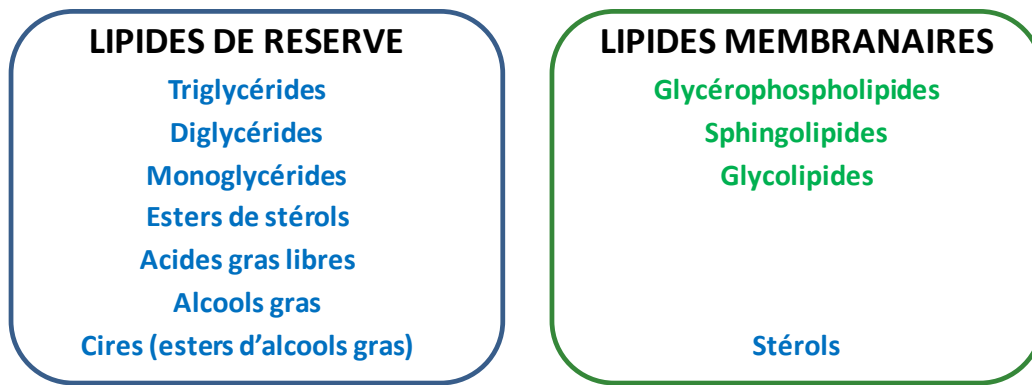 LIPIDES DE RESERVE
Triglycérides
Diglycérides
Monoglycérides
Esters de stérols
Acides gras libres
Alcools gras
Cires (esters d’alcools gras)
LIPIDES MEMBRANAIRES
Glycérophospholipides
Sphingolipides
Glycolipides
Stérols